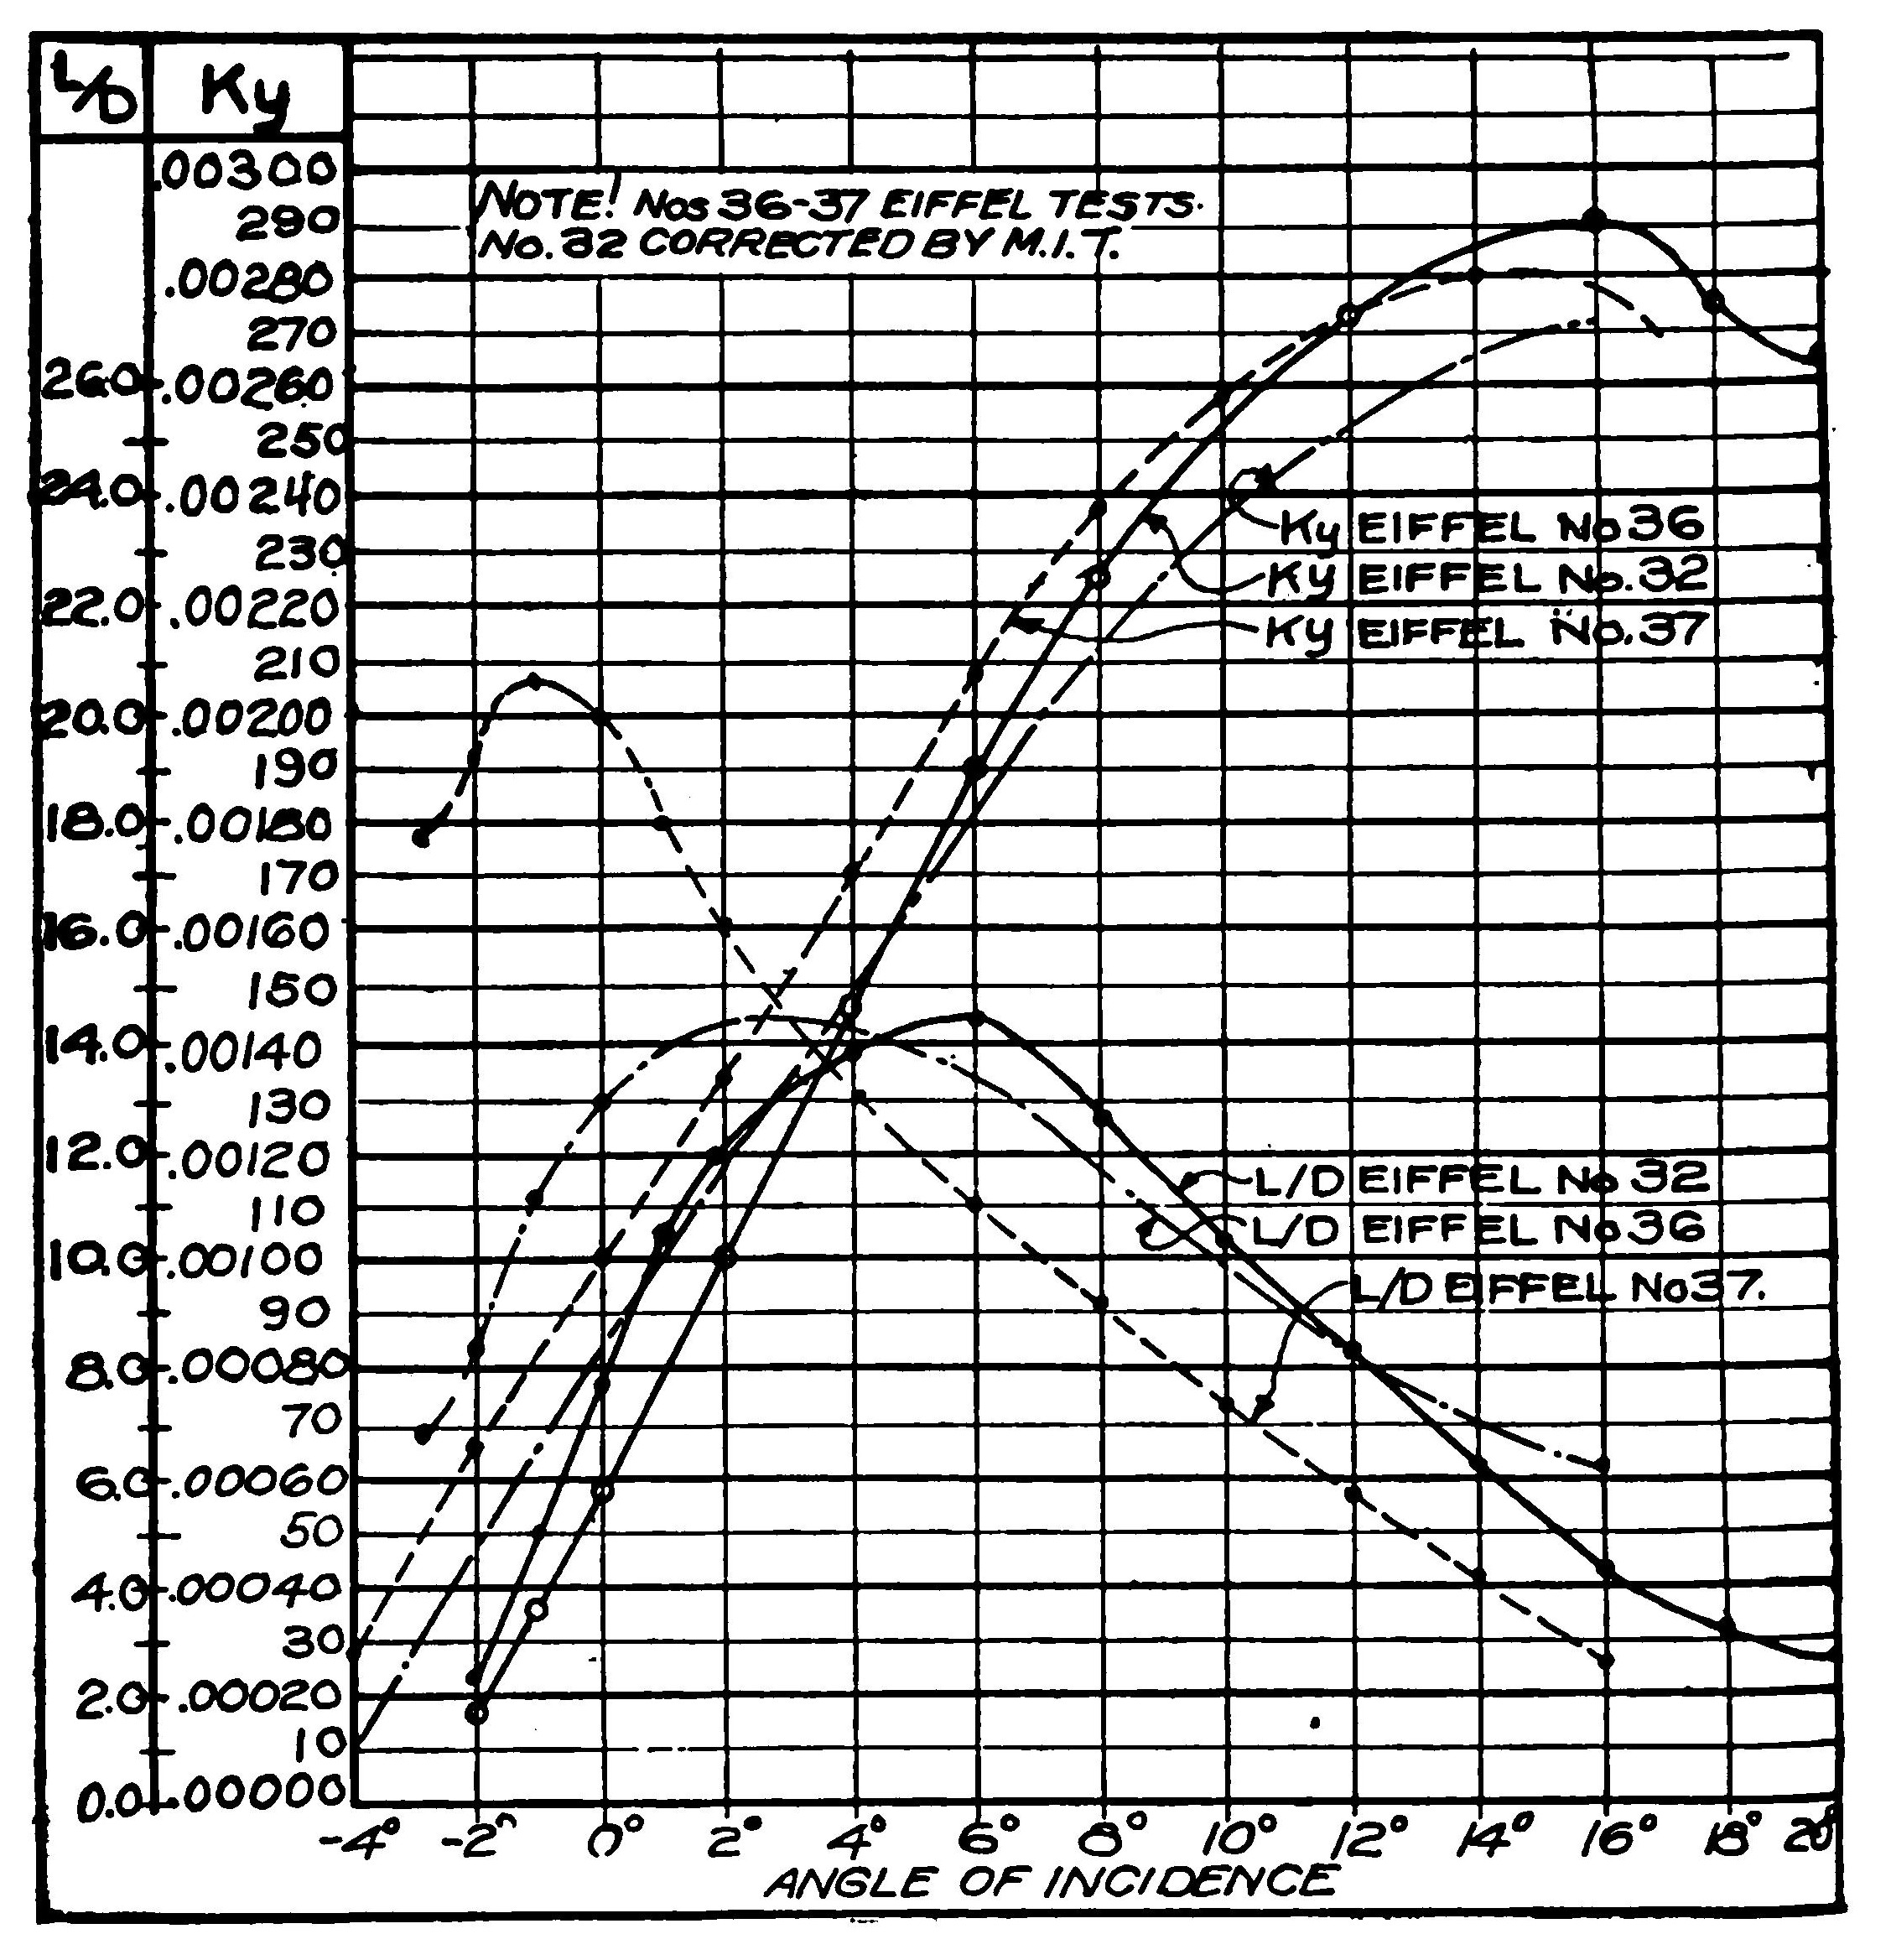 L/D Ky
.00300
NOTE! Nos 36-37 EIFFEL TESTS.
290
No. 32 CORRECTED BY M.I.T.
.00280
270
26.0 .00260
250
24.0 .00240
Ky EIFFEL No 36
230
Ky EIFFEL No. 32
22.0 .00220
Ky EIFFEL No. 37
210
20.0 .00200
190
18.0 .00180
170
16.0 .00160
150
14.0 .00140
130
12.0 .00120
L/D EIFFEL No 32
110
L/D EIFFEL No 36
10.0 .00100
L/D EIFFEL No 37.
90
8.0 .00080
70
6.0 .00060
50
4.0 .00040
30
2.0 .00020
10
0.0 .00000
-4° -2° 0° 2° 4° 6° 8° 10° 12° 14° 16° 18° 20°
ANGLE OF INCIDENCE